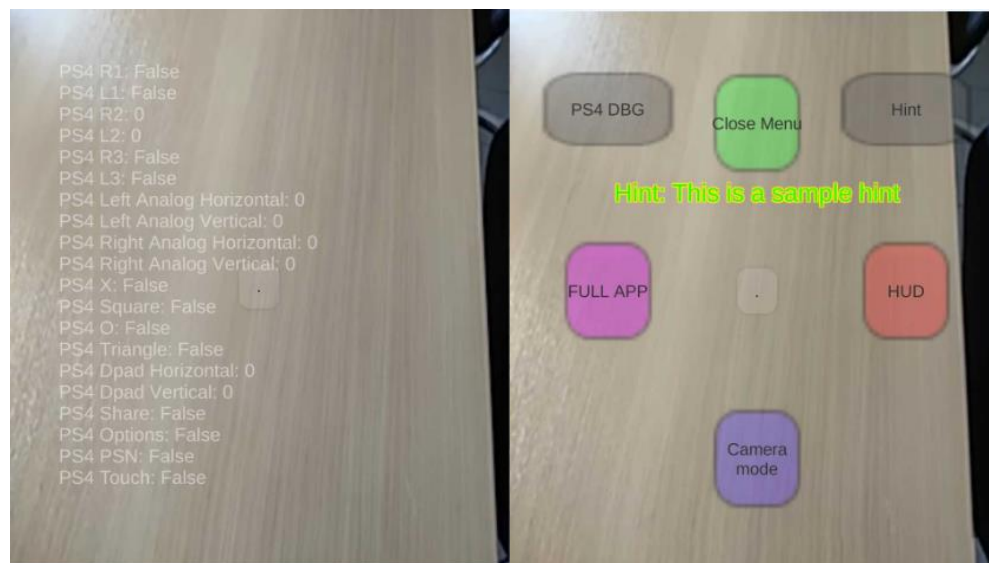 PS4 R1: False
PS4 L1: False
PS4 R2: 0
PS4 L2: 0
PS4 R3: False
PS4 L3: False
PS4 Left Analog Horizontal: 0
PS4 Left Analog Vertical: 0
PS4 Right Analog Horizontal: 0
PS4 Right Analog Vertical: 0
PS4 X: False
.
PS4 Square: False
PS4 O: False
PS4 Triangle: False
PS4 Dpad Horizontal: 0
PS4 Dpad Vertical: 0
PS4 Share: False
PS4 Options: False
PS4 PSN: False
PS4 Touch: False
PS4 DBG
Close Menu
Hint
Hint: This is a sample hint
FULL APP
.
HUD
Camera
mode